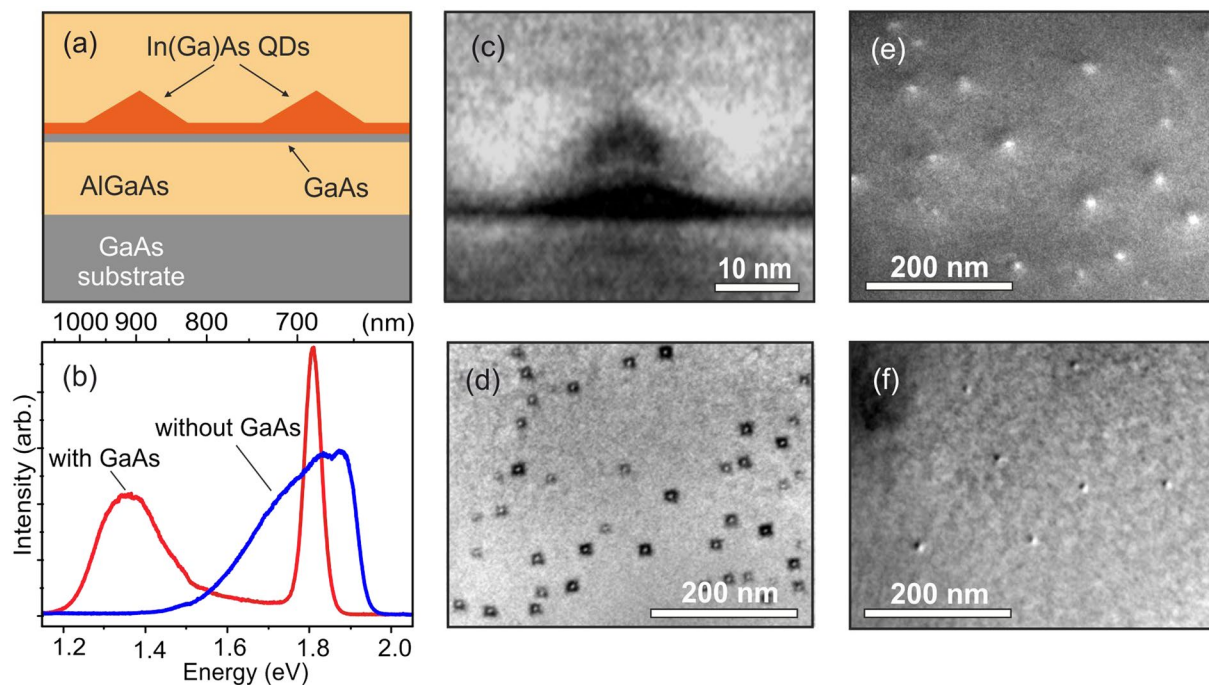 (a)
In(Ga)As QDs
AlGaAs
GaAs
GaAs
substrate
(b)
1000 900 800 700 (nm)
without GaAs
with GaAs
Intensity (arb.)
1.2 1.4 1.6 1.8 2.0
Energy (eV)
(c)
10 nm
(d)
200 nm
(e)
200 nm
(f)
200 nm